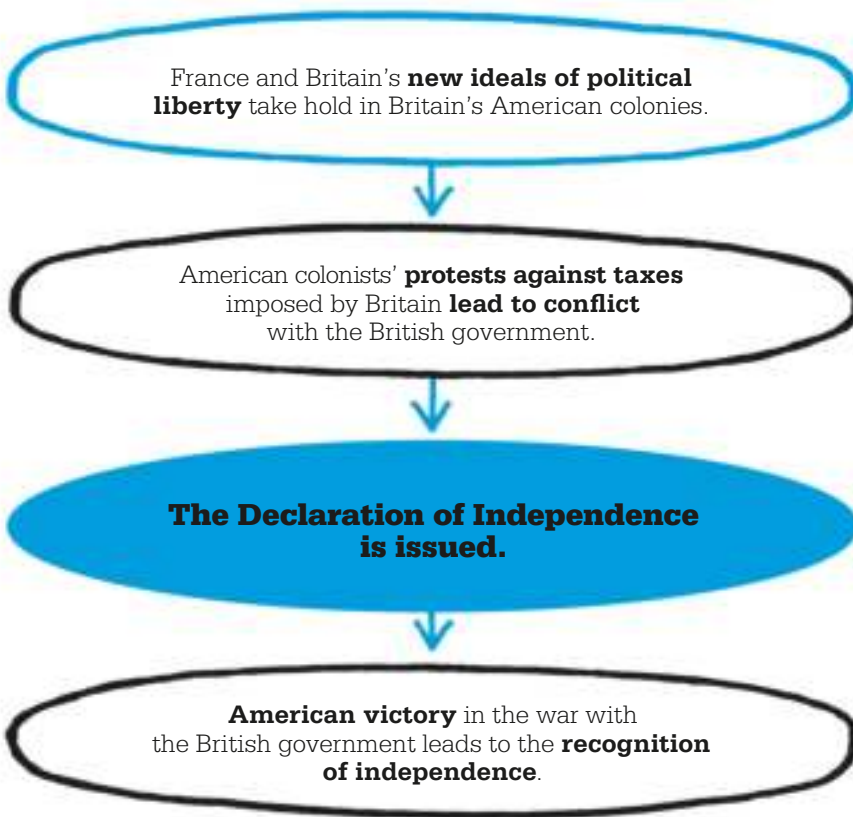 France and Britain's new ideals of political
liberty take hold in Britain's American colonies.
American colonists' protests against taxes
imposed by Britain lead to conflict
with the British government.
The Declaration of Independence
is issued.
American victory in the war with
the British government leads to the recognition
of independence.